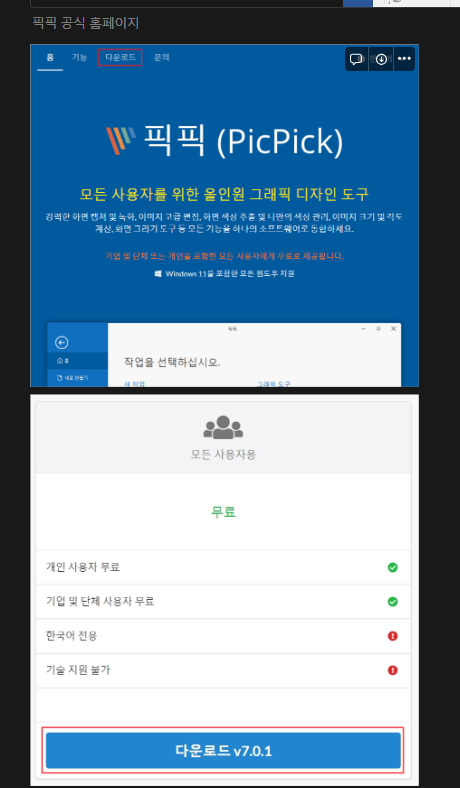 픽픽 공식 홈페이지
홈 기능 다운로드 문의
픽픽 (PicPick)
모든 사용자를 위한 올인원 그래픽 디자인 도구
강력한 화면 캡처 및 녹화, 이미지 고급 편집, 화면 색상 추출 및 나만의 색상 관리, 이미지 크기 및 각도
계산, 화면 그리기 도구 등 모든 기능을 하나의 소프트웨어로 통합하세요.
기업 및 단체 또는 개인을 포함한 모든 사용자에게 무료로 제공됩니다.
Windows 11을 포함한 모든 윈도우 지원
픽픽
홈
작업을 선택하십시오.
새로 만들기
새 작업 그래픽 도구
모든 사용자용
무료
개인 사용자 무료
기업 및 단체 사용자 무료
한국어 전용
기술 지원 불가
다운로드 v7.0.1